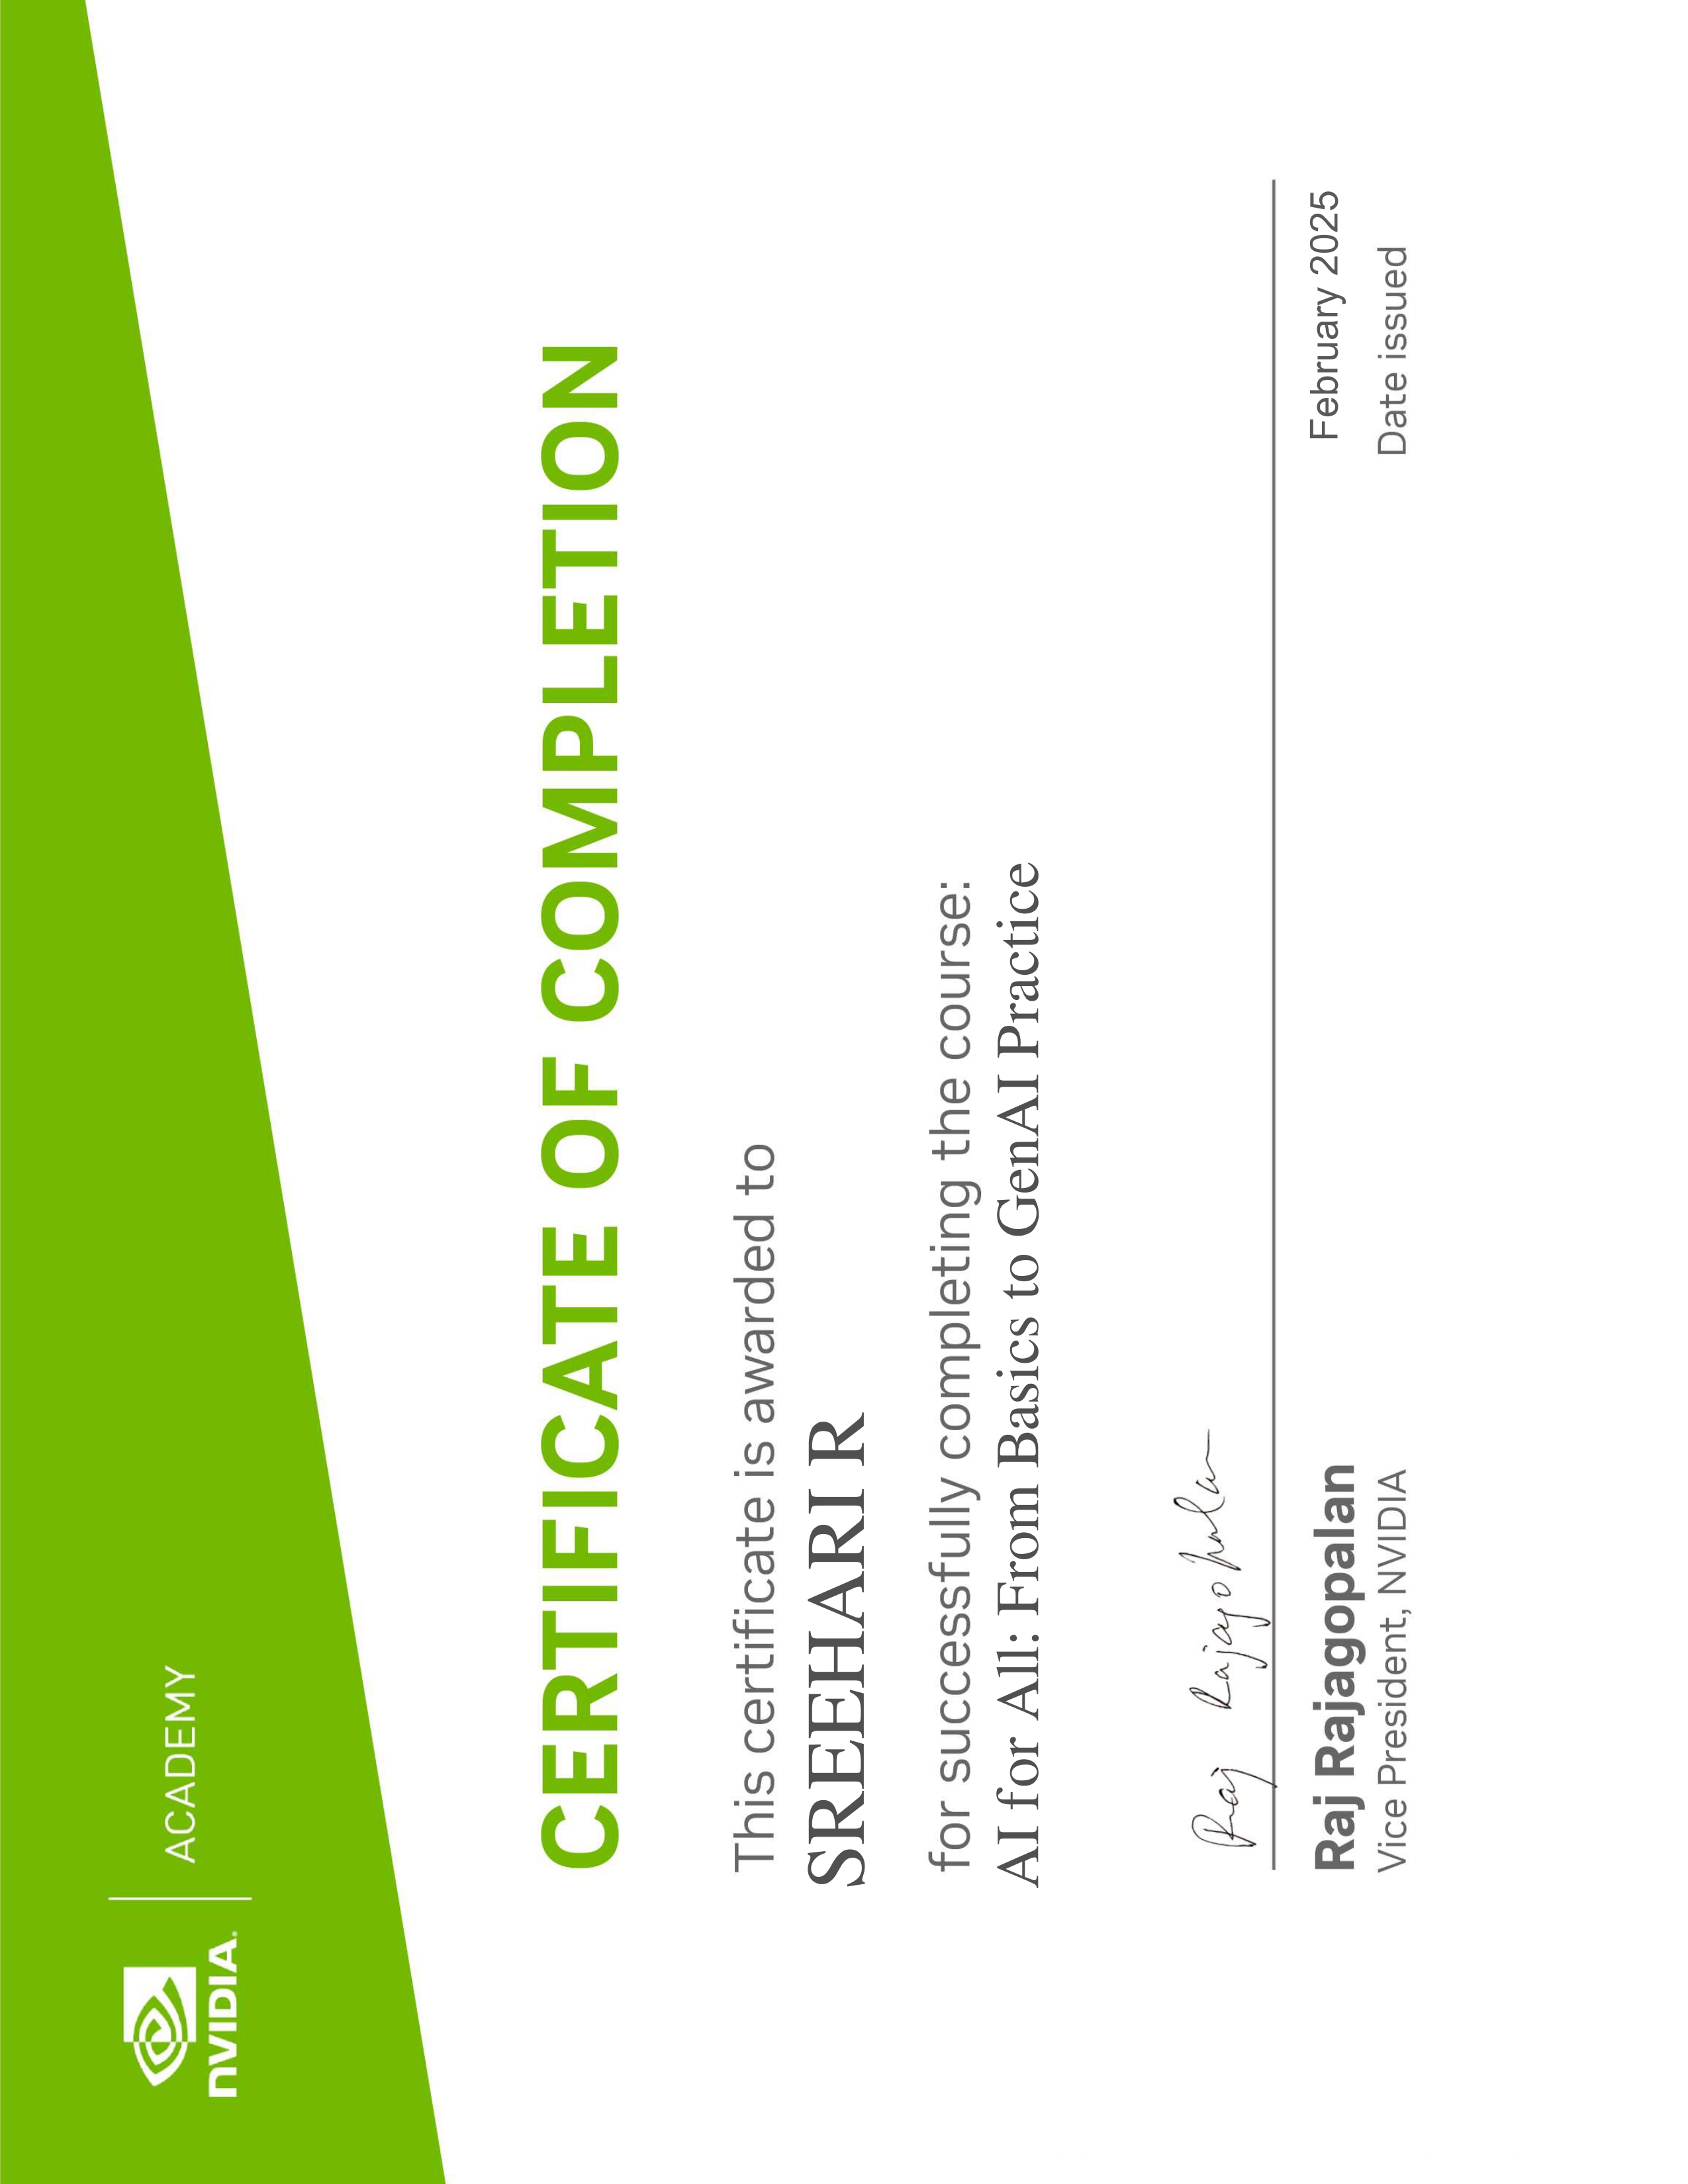 NVIDIA.
ACADEMY
CERTIFICATE OF COMPLETION
This certificate is awarded to
SREEHARI R
for successfully completing the course:
AI for All: From Basics to GenAI Practice
Raj Rajagopalan
Raj Rajagopalan
February 2025
Vice President, NVIDIA
Date issued